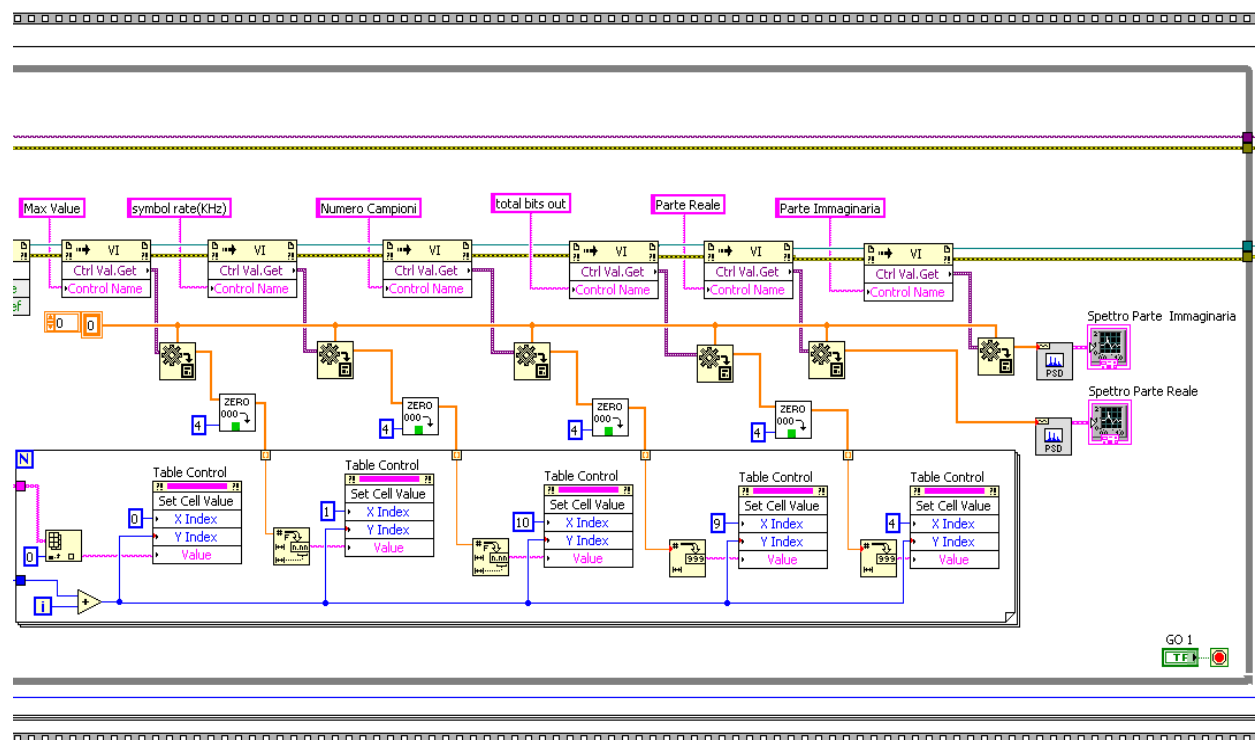 Max Value
symbol rate(KHz)
Numero Campioni
total bits out
Parte Reale
Parte Immaginaria
VI
VI
VI
VI
VI
VI
Ctrl Val.Get
Ctrl Val.Get
Ctrl Val.Get
Ctrl Val.Get
Ctrl Val.Get
Ctrl Val.Get
Control Name
Control Name
Control Name
Control Name
Control Name
Control Name
ef
0
0
Spettro Parte Immaginaria
PSD
Spettro Parte Reale
PSD
ZERO
000
4
ZERO
000
4
ZERO
000
4
ZERO
000
4
N
Table Control
Set Cell Value
0
X Index
Y Index
Value
0
Table Control
Set Cell Value
1
X Index
Y Index
Value
Table Control
Set Cell Value
10
X Index
Y Index
Value
Table Control
Set Cell Value
9
X Index
Y Index
Value
999
Table Control
Set Cell Value
4
X Index
Y Index
Value
999
i
+
GO 1
TF